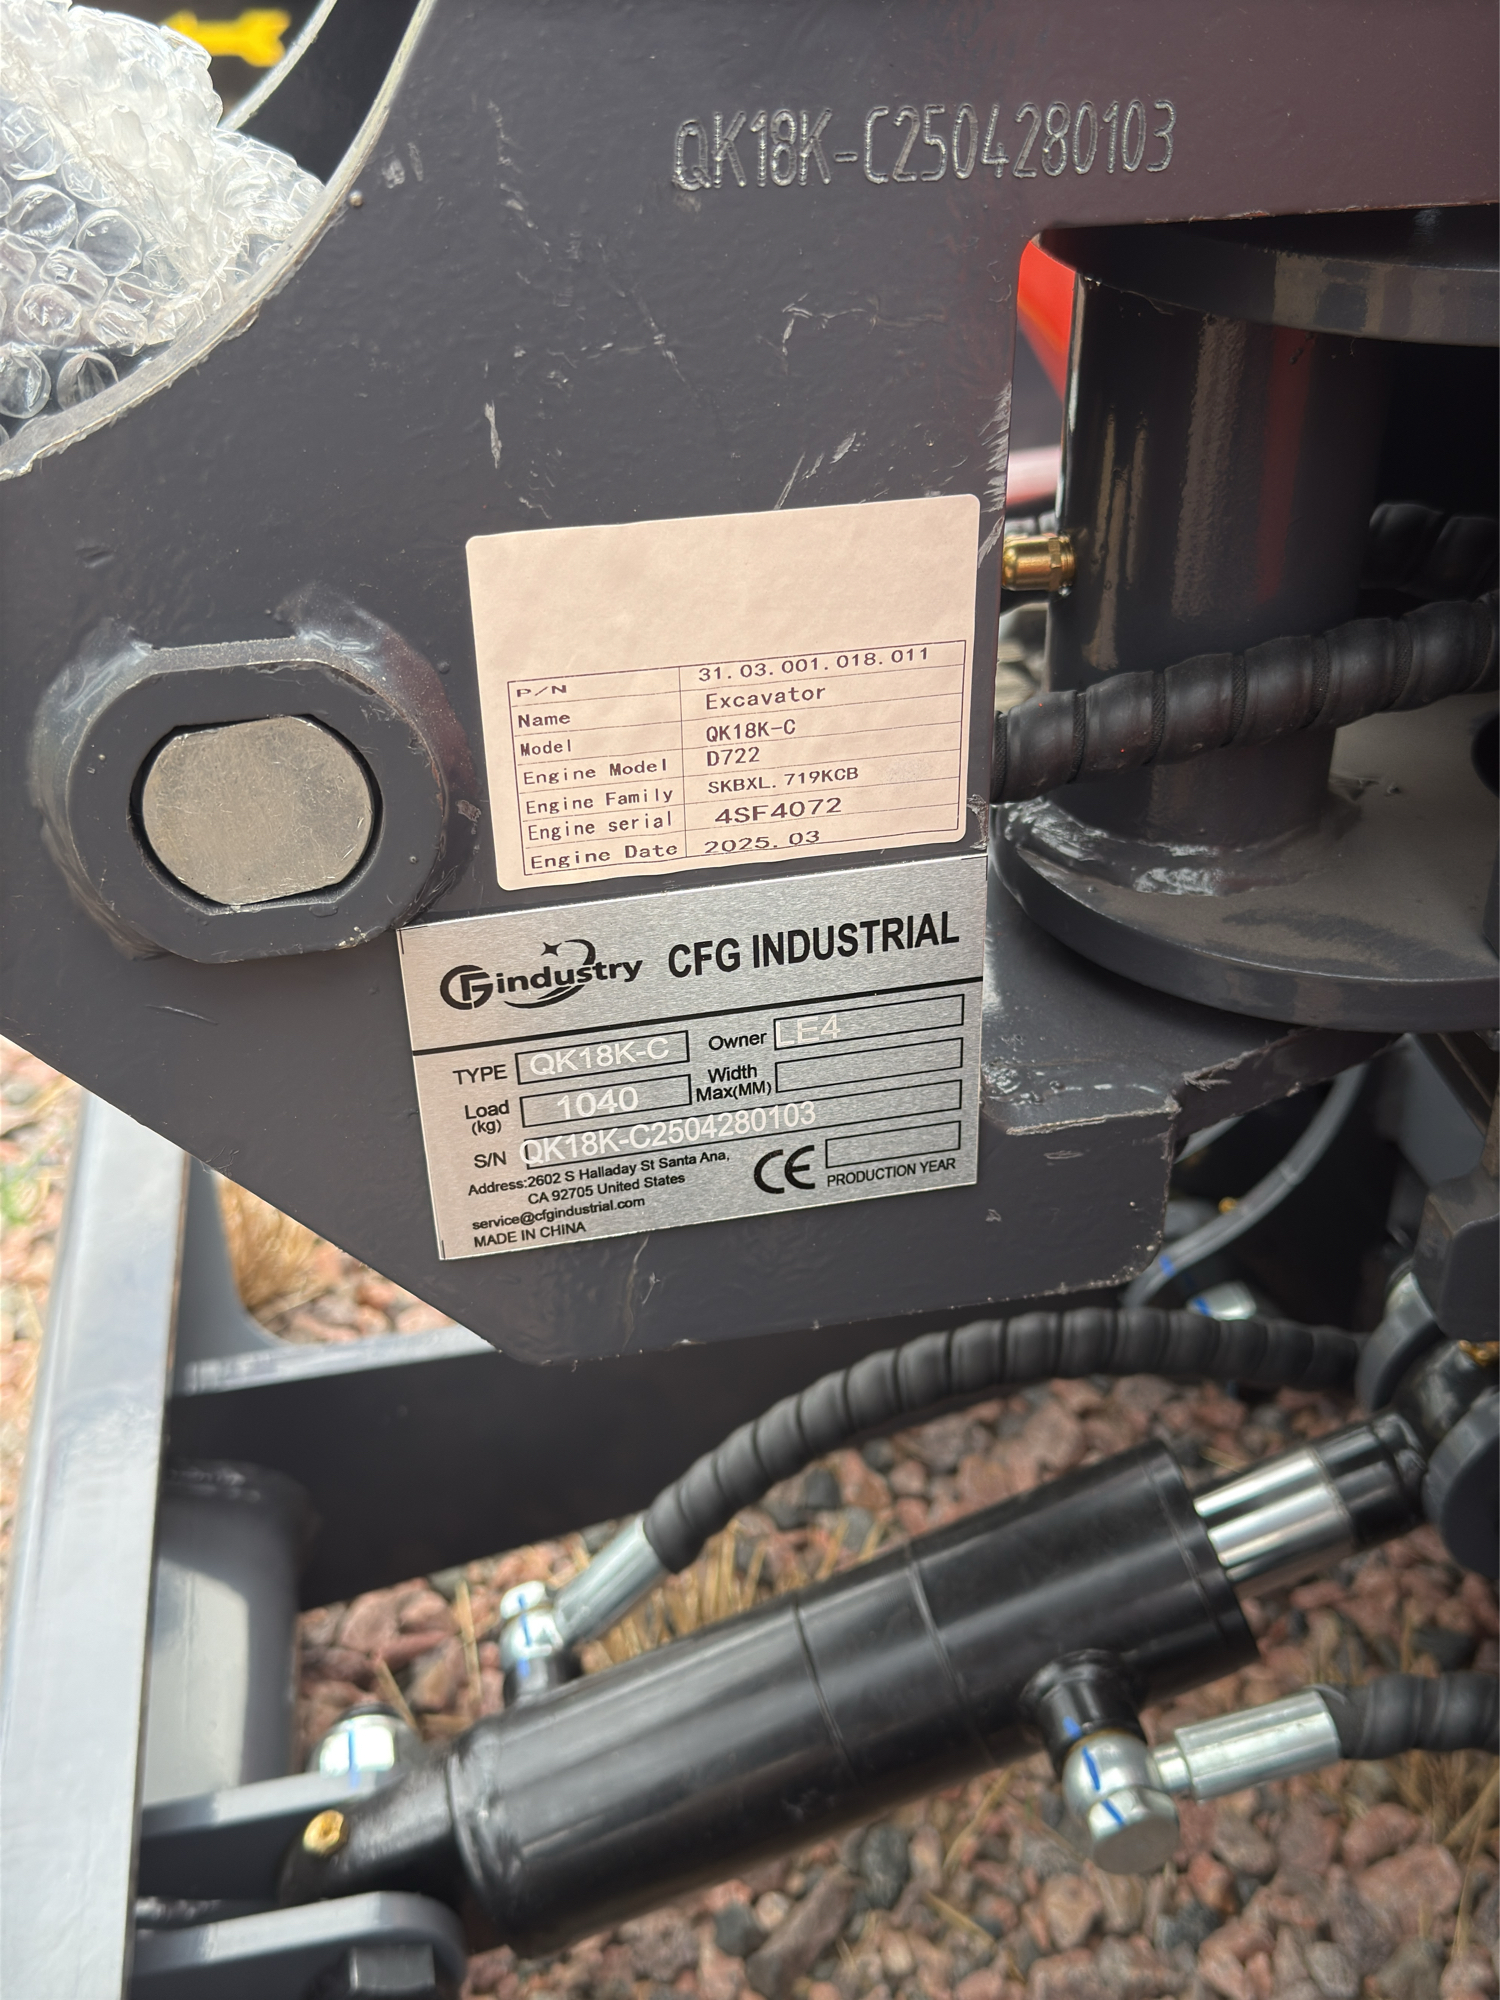 QK18K-C2504280103
P/N 31.03.001.018.011
Name Excavator
Model QK18K-C
Engine Model D722
Engine Family SKBXL.719KCB
Engine serial 4SF4072
Engine Date 2025.03
CFG industry CFG INDUSTRIAL
TYPE QK18K-C Owner LE4
Load (kg) 1040 Width Max(MM)
S/N QK18K-C2504280103
Address:2602 S Halladay St Santa Ana,
CA 92705 United States
service@cfgindustrial.com
MADE IN CHINA
CE PRODUCTION YEAR